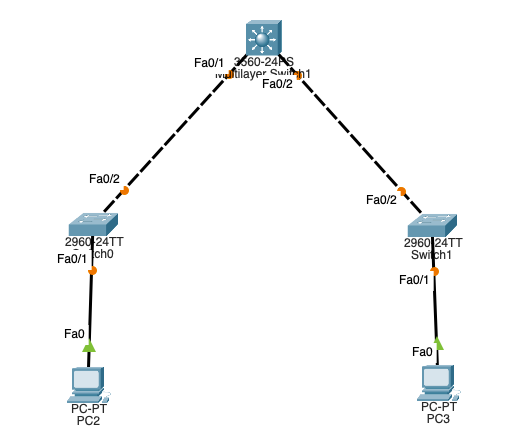 3560-24PS
Fa0/1
Multilayer Switch1
Fa0/2
Fa0/2
Fa0/2
2960-24TT
2960-24TT
Switch1
Fa0/1
Fa0/1
Fa0
Fa0
PC-PT
PC2
PC-PT
PC3